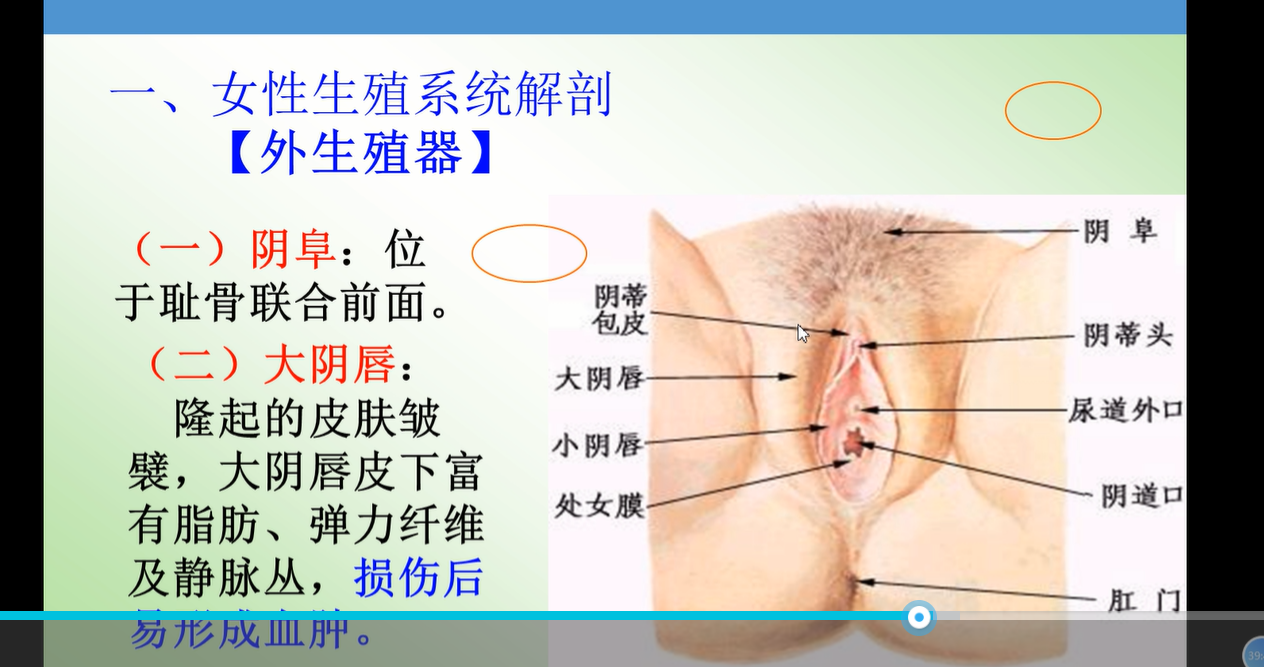 一、女性生殖系统解剖
【外生殖器】
（一）阴阜：位
于耻骨联合前面。
（二）大阴唇：
隆起的皮肤皱
襞，大阴唇皮下富
有脂肪、弹力纤维
及静脉丛，损伤后
易形成血肿。
阴蒂
包皮
大阴唇
小阴唇
处女膜
阴 阜
阴蒂头
尿道外口
阴道口
肛 门